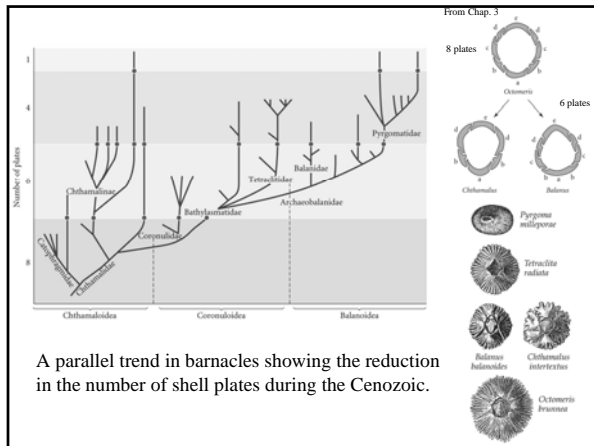 From Chap. 3
8 plates
e
d
d
c
c
b
b
a
Octomeris
6 plates
e
d
d
b
b
a
Chthamalus
e
d
d
c
c
b
a
b
Balanus
Pyrgoma
milleporae
Tetraclita
radiata
Balanus
balanoides
Chthamalus
intertextus
Octomeris
brunnea
1
4
6
8
Number of plates
Pyrgomatidae
Chthamalinae
Tetraclitidae
Balanidae
Archaeobalanidae
Bathylasmatidae
Coronulidae
Catophragmidae
Chthamalidae
Chthamaloidea
Coronuloidea
Balanoidea
A parallel trend in barnacles showing the reduction
in the number of shell plates during the Cenozoic.